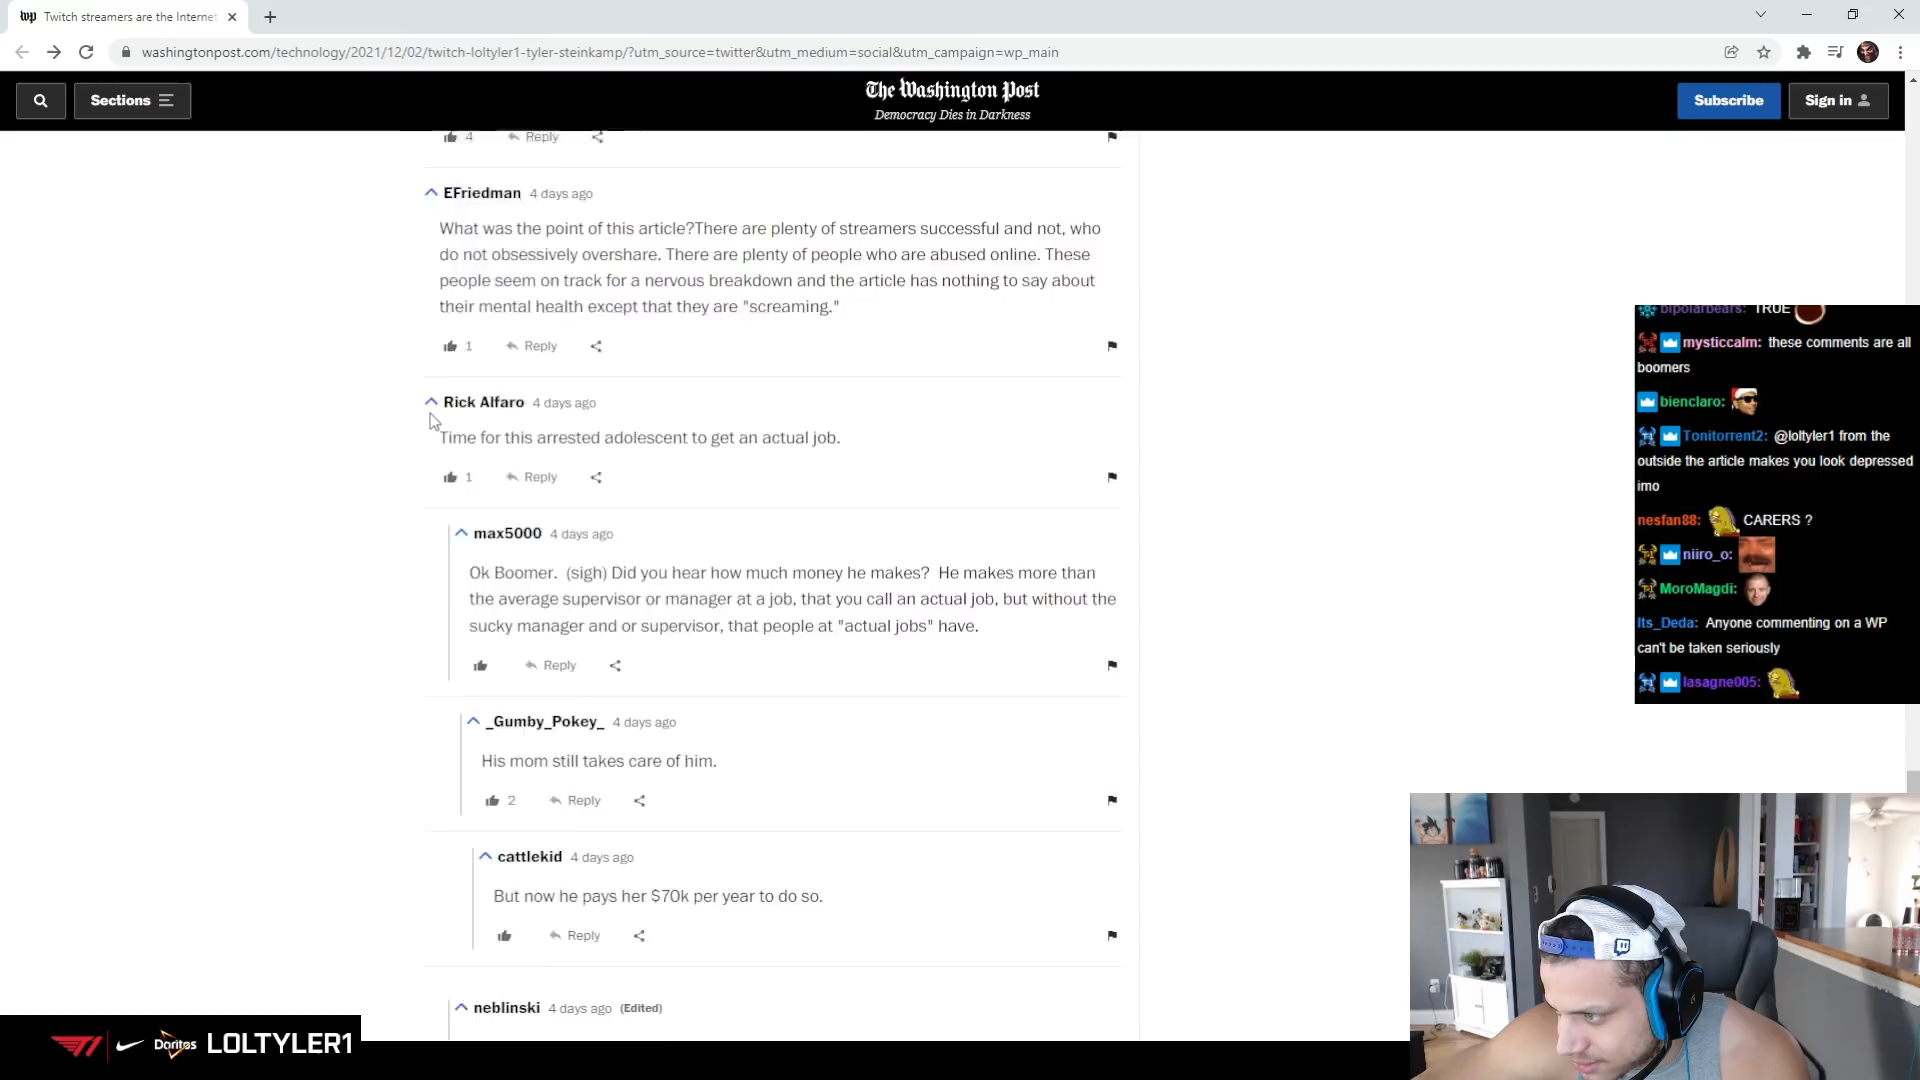 Twitch streamers are the Internet
washingtonpost.com/technology/2021/12/02/twitch-loltyler1-tyler-steinkamp/?utm_source=twitter&utm_medium=social&utm_campaign=wp_main
Sections
The Washington Post
Democracy Dies in Darkness
Subscribe
Sign in
4 Reply
EFriedman 4 days ago
What was the point of this article?There are plenty of streamers successful and not, who
do not obsessively overshare. There are plenty of people who are abused online. These
people seem on track for a nervous breakdown and the article has nothing to say about
their mental health except that they are "screaming."
1 Reply
Rick Alfaro 4 days ago
Time for this arrested adolescent to get an actual job.
1 Reply
max5000 4 days ago
Ok Boomer. (sigh) Did you hear how much money he makes? He makes more than
the average supervisor or manager at a job, that you call an actual job, but without the
sucky manager and or supervisor, that people at "actual jobs" have.
Reply
_Gumby_Pokey_ 4 days ago
His mom still takes care of him.
2 Reply
cattlekid 4 days ago
But now he pays her $70k per year to do so.
Reply
neblinski 4 days ago (Edited)
bipolarbears: TRUE
mysticcalm: these comments are all
boomers
bienclaro:
Tonitorrent2: @loltyler1 from the
outside the article makes you look depressed
imo
nesfan88: CARERS ?
niiro_o:
MoroMagdi:
Its_Deda: Anyone commenting on a WP
can't be taken seriously
lasagne005:
T1 Doritos LOLTYLER1